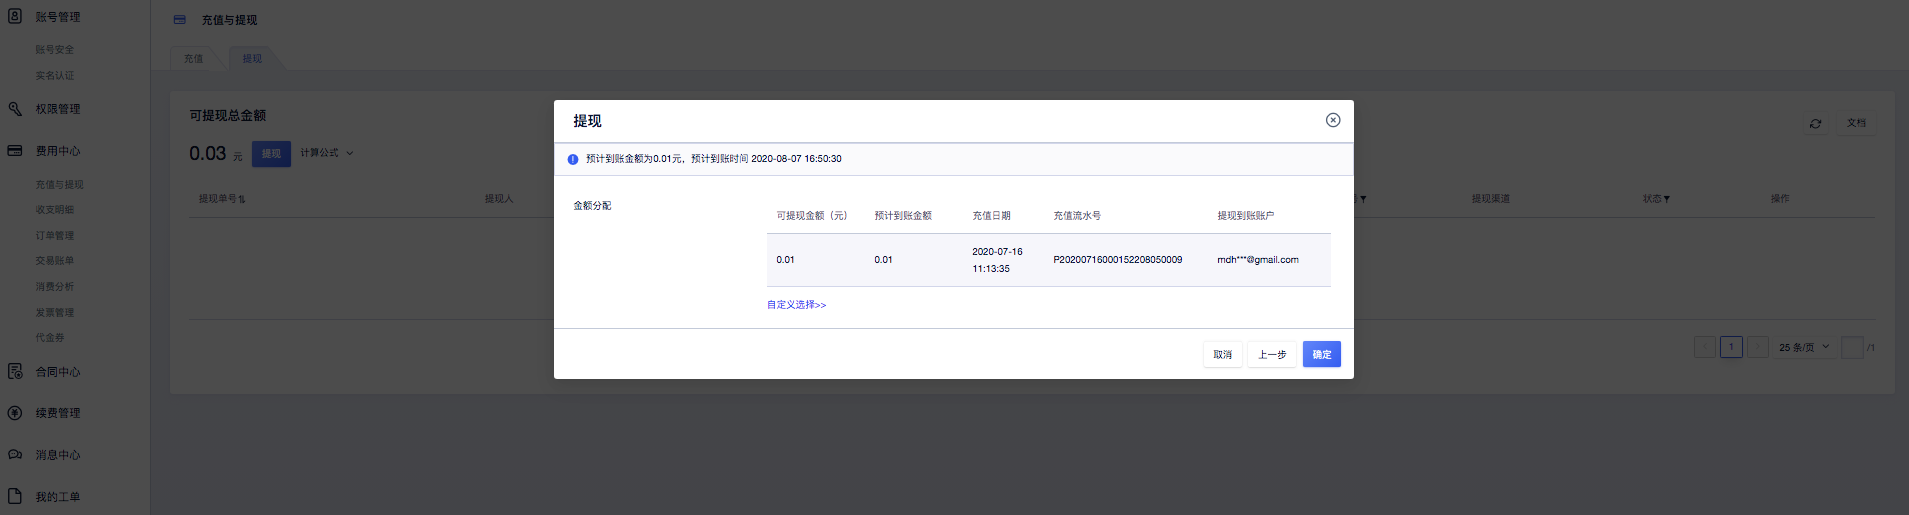 账号管理
账号安全
实名认证
权限管理
费用中心
充值与提现
收支明细
订单管理
交易账单
消费分析
发票管理
代金券
合同中心
续费管理
消息中心
我的工单
充值与提现
充值
提现
可提现总金额
0.03 元 提现 计算公式
文档
提现单号
提现人
提现渠道
状态
操作
1
25 条/页
/1
提现
预计到账金额为0.01元，预计到账时间 2020-08-07 16:50:30
金额分配
可提现金额（元） 预计到账金额 充值日期 充值流水号 提现到账账户
0.01 0.01 2020-07-16 11:13:35 P20200716000152208050009 mdh***@gmail.com
自定义选择>>
取消 上一步 确定